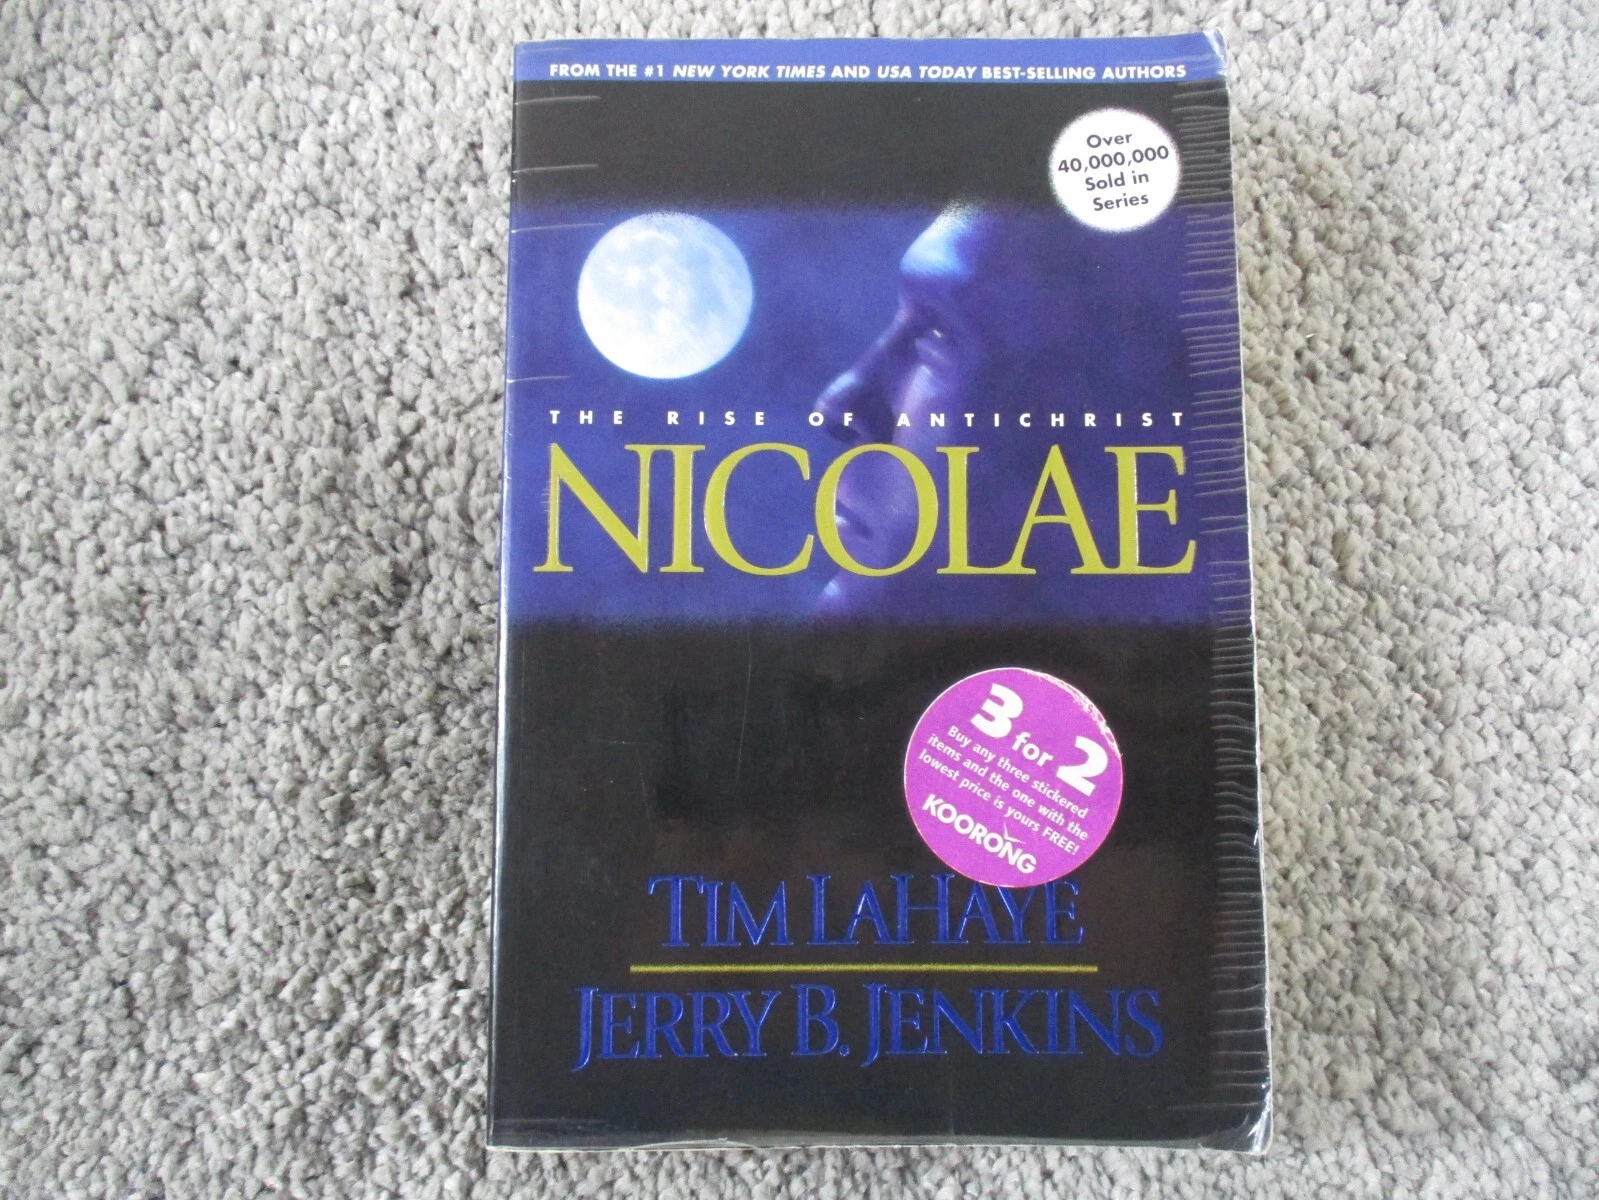 FROM THE #1 NEW YORK TIMES AND USA TODAY BEST-SELLING AUTHORS
Over
40,000,000
Sold in
Series
THE RISE OF ANTICHRIST
NICOLAE
3 for 2
Buy any three stickered
items and the one with the
lowest price is yours FREE!
KOORONG
TIM LAHAYE
JERRY B. JENKINS